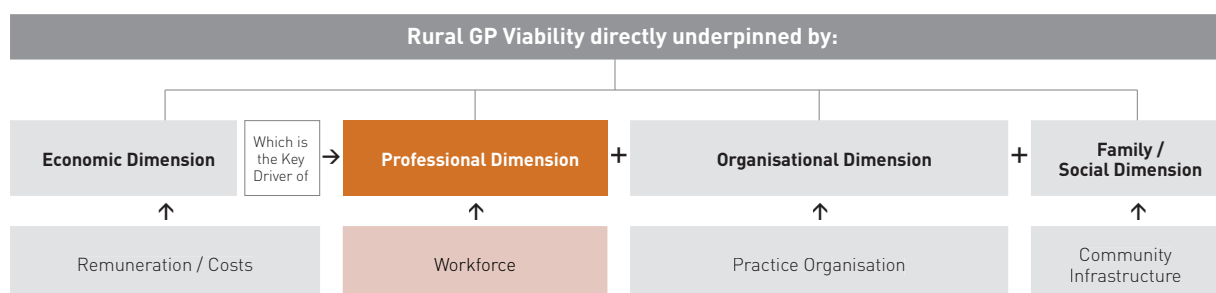 Rural GP Viability directly underpinned by:
Economic Dimension
Which is
the Key
Driver of
→
Professional Dimension
+
Organisational Dimension
+
Family /
Social Dimension
Remuneration / Costs
Workforce
Practice Organisation
Community
Infrastructure